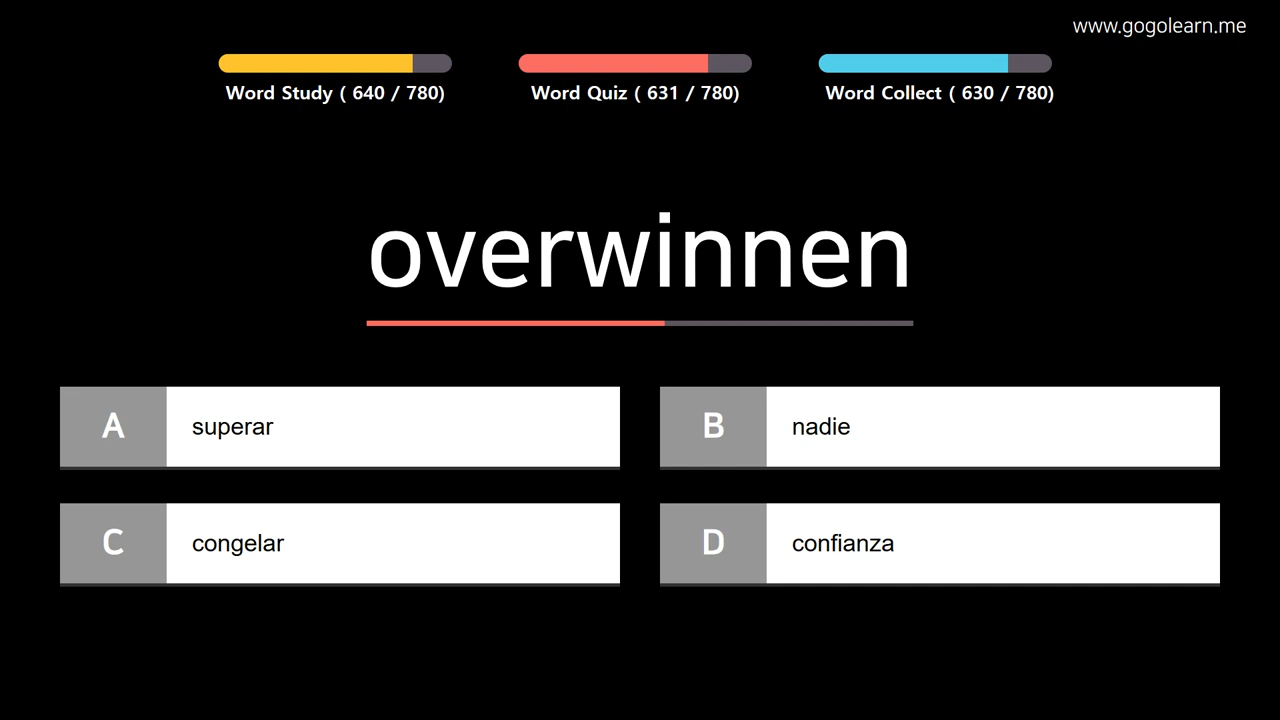 www.gogolearn.me
Word Study ( 640 / 780)
Word Quiz ( 631 / 780)
Word Collect ( 630 / 780)
overwinnen
A superar
B nadie
C congelar
D confianza